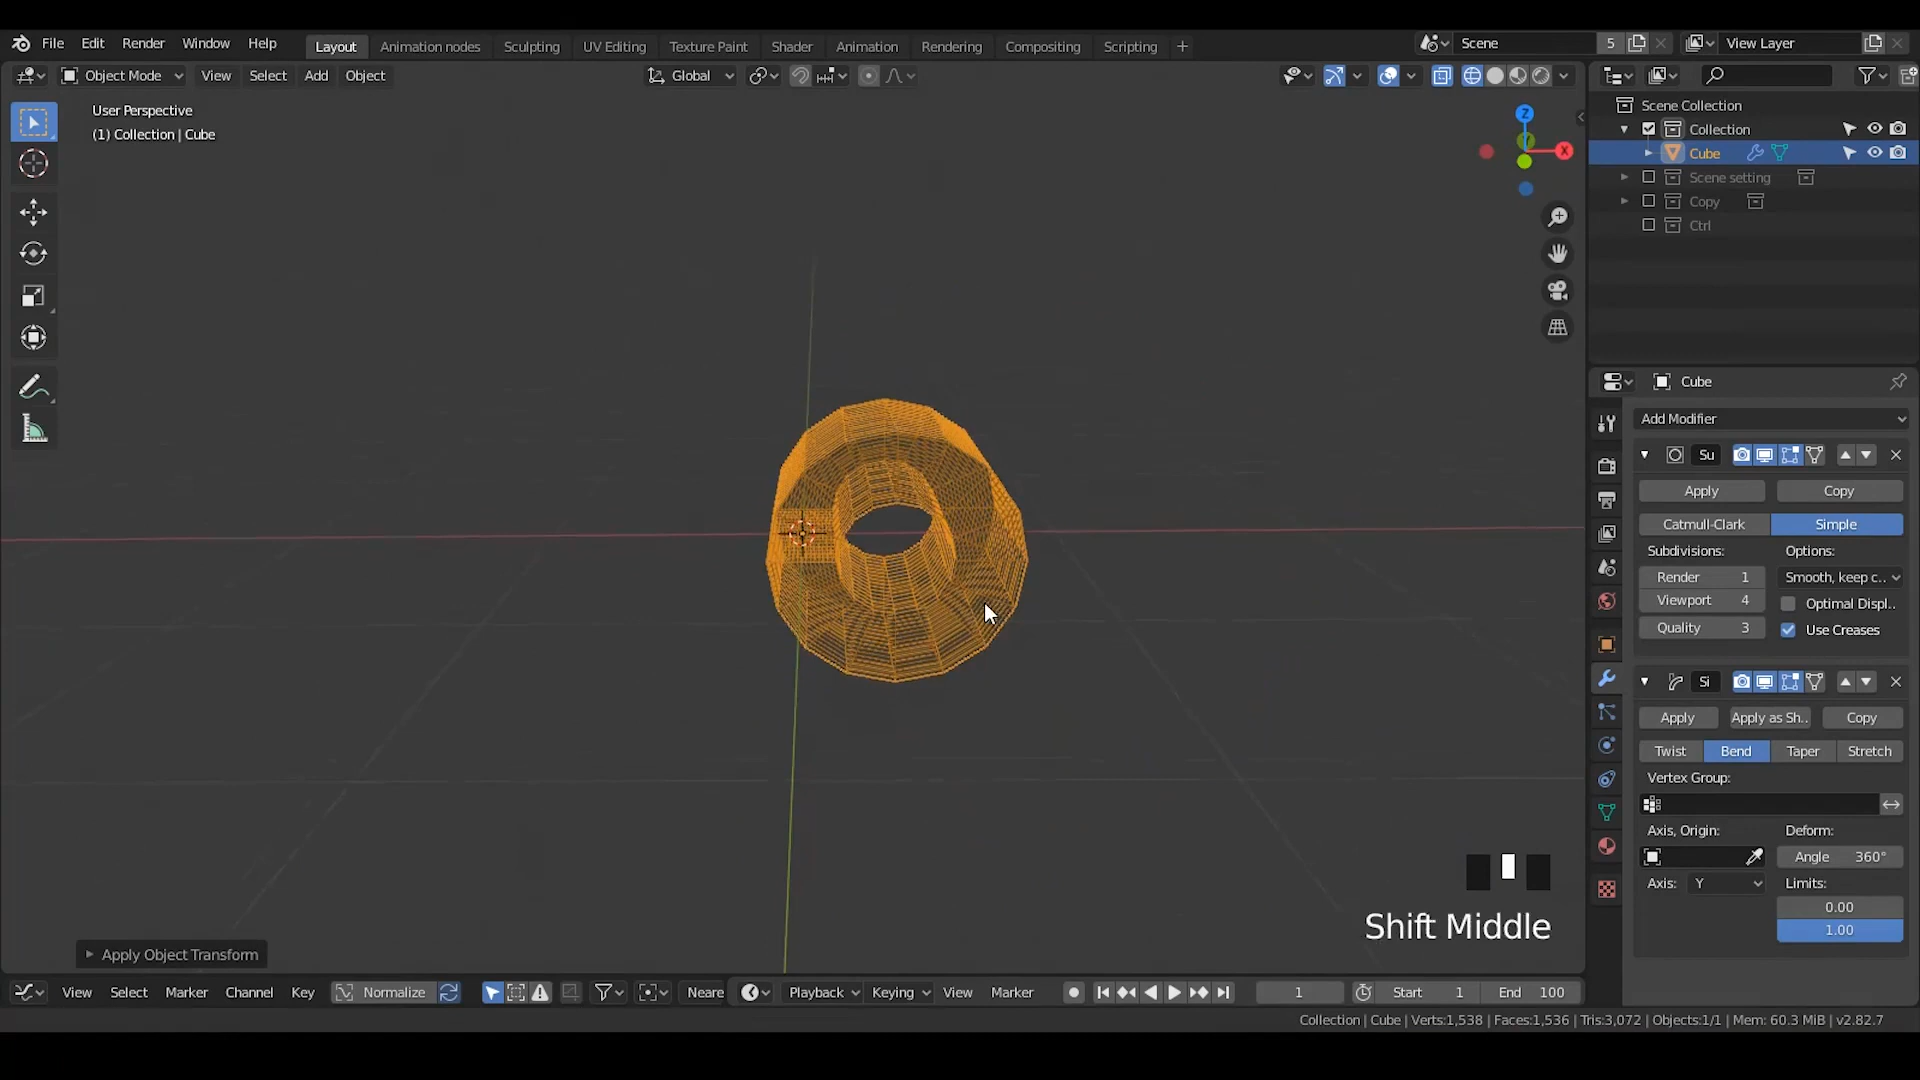 File Edit Render Window Help Layout Animation nodes Sculpting UV Editing Texture Paint Shader Animation Rendering Compositing Scripting + Scene 5 View Layer
Object Mode View Select Add Object Global
User Perspective
(1) Collection | Cube
Z
X
Y
Scene Collection
Collection
Cube
Scene setting
Copy
Ctrl
Cube
Add Modifier
Su
Apply Copy
Catmull-Clark Simple
Subdivisions: Options:
Render 1 Smooth, keep c..
Viewport 4 Optimal Displ..
Quality 3 Use Creases
Si
Apply Apply as Sh.. Copy
Twist Bend Taper Stretch
Vertex Group:
Axis, Origin: Deform:
Angle 360°
Axis: Y Limits:
0.00
1.00
Shift Middle
Apply Object Transform
View Select Marker Channel Key Normalize Neare Playback Keying View Marker 1 Start 1 End 100
Collection | Cube | Verts:1,538 | Faces:1,536 | Tris:3,072 | Objects:1/1 | Mem: 60.3 MiB | v2.82.7